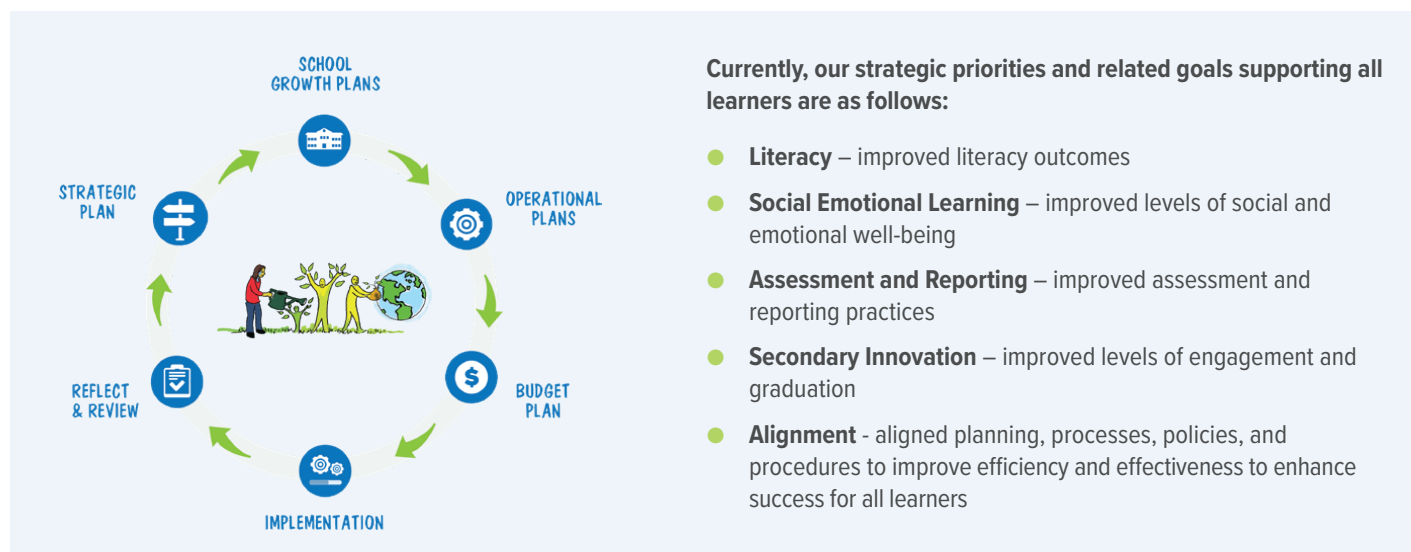 SCHOOL
GROWTH PLANS
OPERATIONAL
PLANS
BUDGET
PLAN
IMPLEMENTATION
REFLECT
& REVIEW
STRATEGIC
PLAN
$
Currently, our strategic priorities and related goals supporting all
learners are as follows:
Literacy – improved literacy outcomes
Social Emotional Learning – improved levels of social and
emotional well-being
Assessment and Reporting – improved assessment and
reporting practices
Secondary Innovation – improved levels of engagement and
graduation
Alignment - aligned planning, processes, policies, and
procedures to improve efficiency and effectiveness to enhance
success for all learners